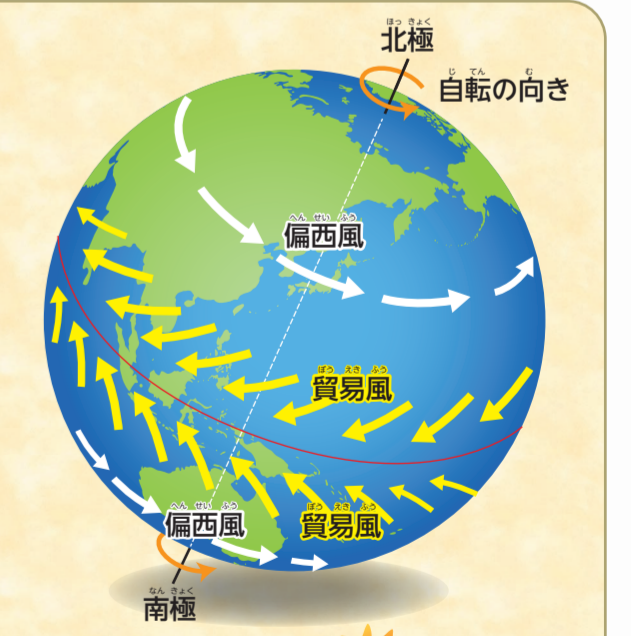 ほっ きょく
北極
じ てん む
自転の向き
へん せい ふう
偏西風
ぼう えき ふう
貿易風
へん せい ふう
偏西風
ぼう えき ふう
貿易風
なん きょく
南極